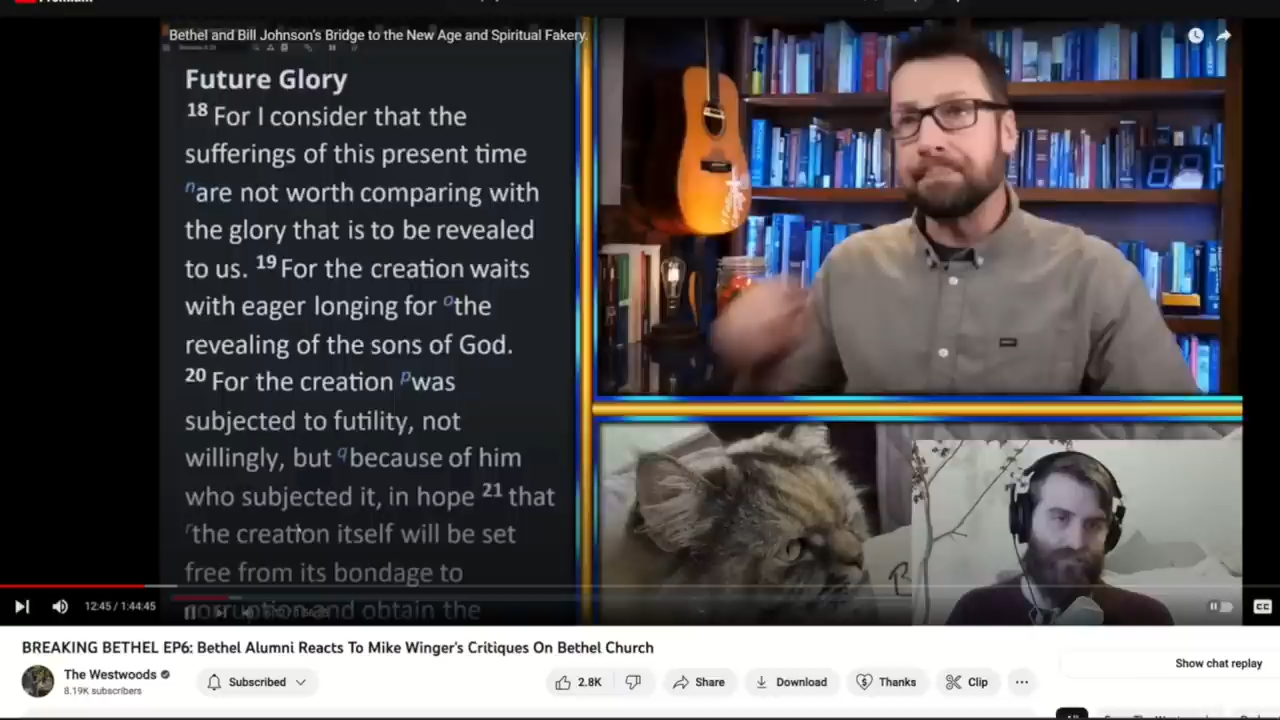 Premium
Bethel and Bill Johnson's Bridge to the New Age and Spiritual Fakery.
Future Glory
18 For I consider that the
sufferings of this present time
n are not worth comparing with
the glory that is to be revealed
to us. 19 For the creation waits
with eager longing for o the
revealing of the sons of God.
20 For the creation p was
subjected to futility, not
willingly, but q because of him
who subjected it, in hope 21 that
r the creation itself will be set
free from its bondage to
corruption and obtain the
12:45 / 1:44:45
CC
BREAKING BETHEL EP6: Bethel Alumni Reacts To Mike Winger's Critiques On Bethel Church
The Westwoods
8.19K subscribers
Subscribed
2.8K
Share
Download
Thanks
Clip
Show chat replay